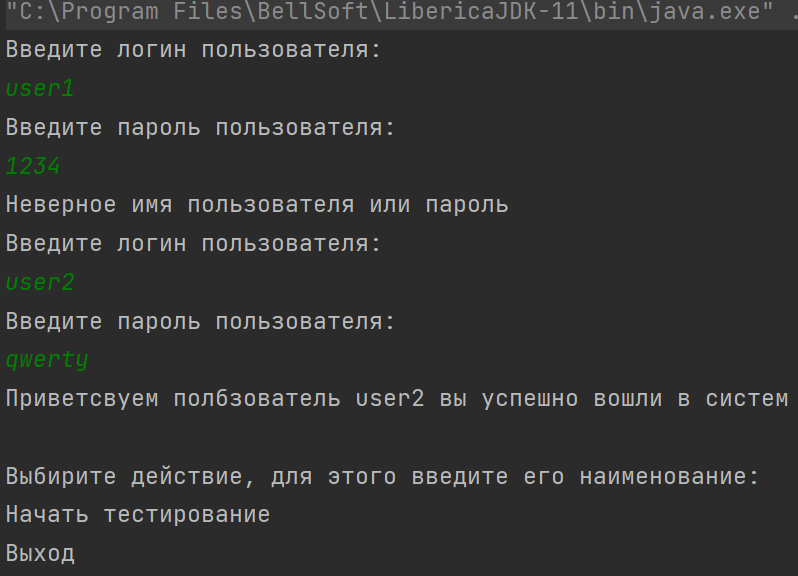 "C:\Program Files\BellSoft\LibericaJDK-11\bin\java.exe" .
Введите логин пользователя:
user1
Введите пароль пользователя:
1234
Неверное имя пользователя или пароль
Введите логин пользователя:
user2
Введите пароль пользователя:
qwerty
Приветсвуем полбзователь user2 вы успешно вошли в систем
Выбирите действие, для этого введите его наименование:
Начать тестирование
Выход